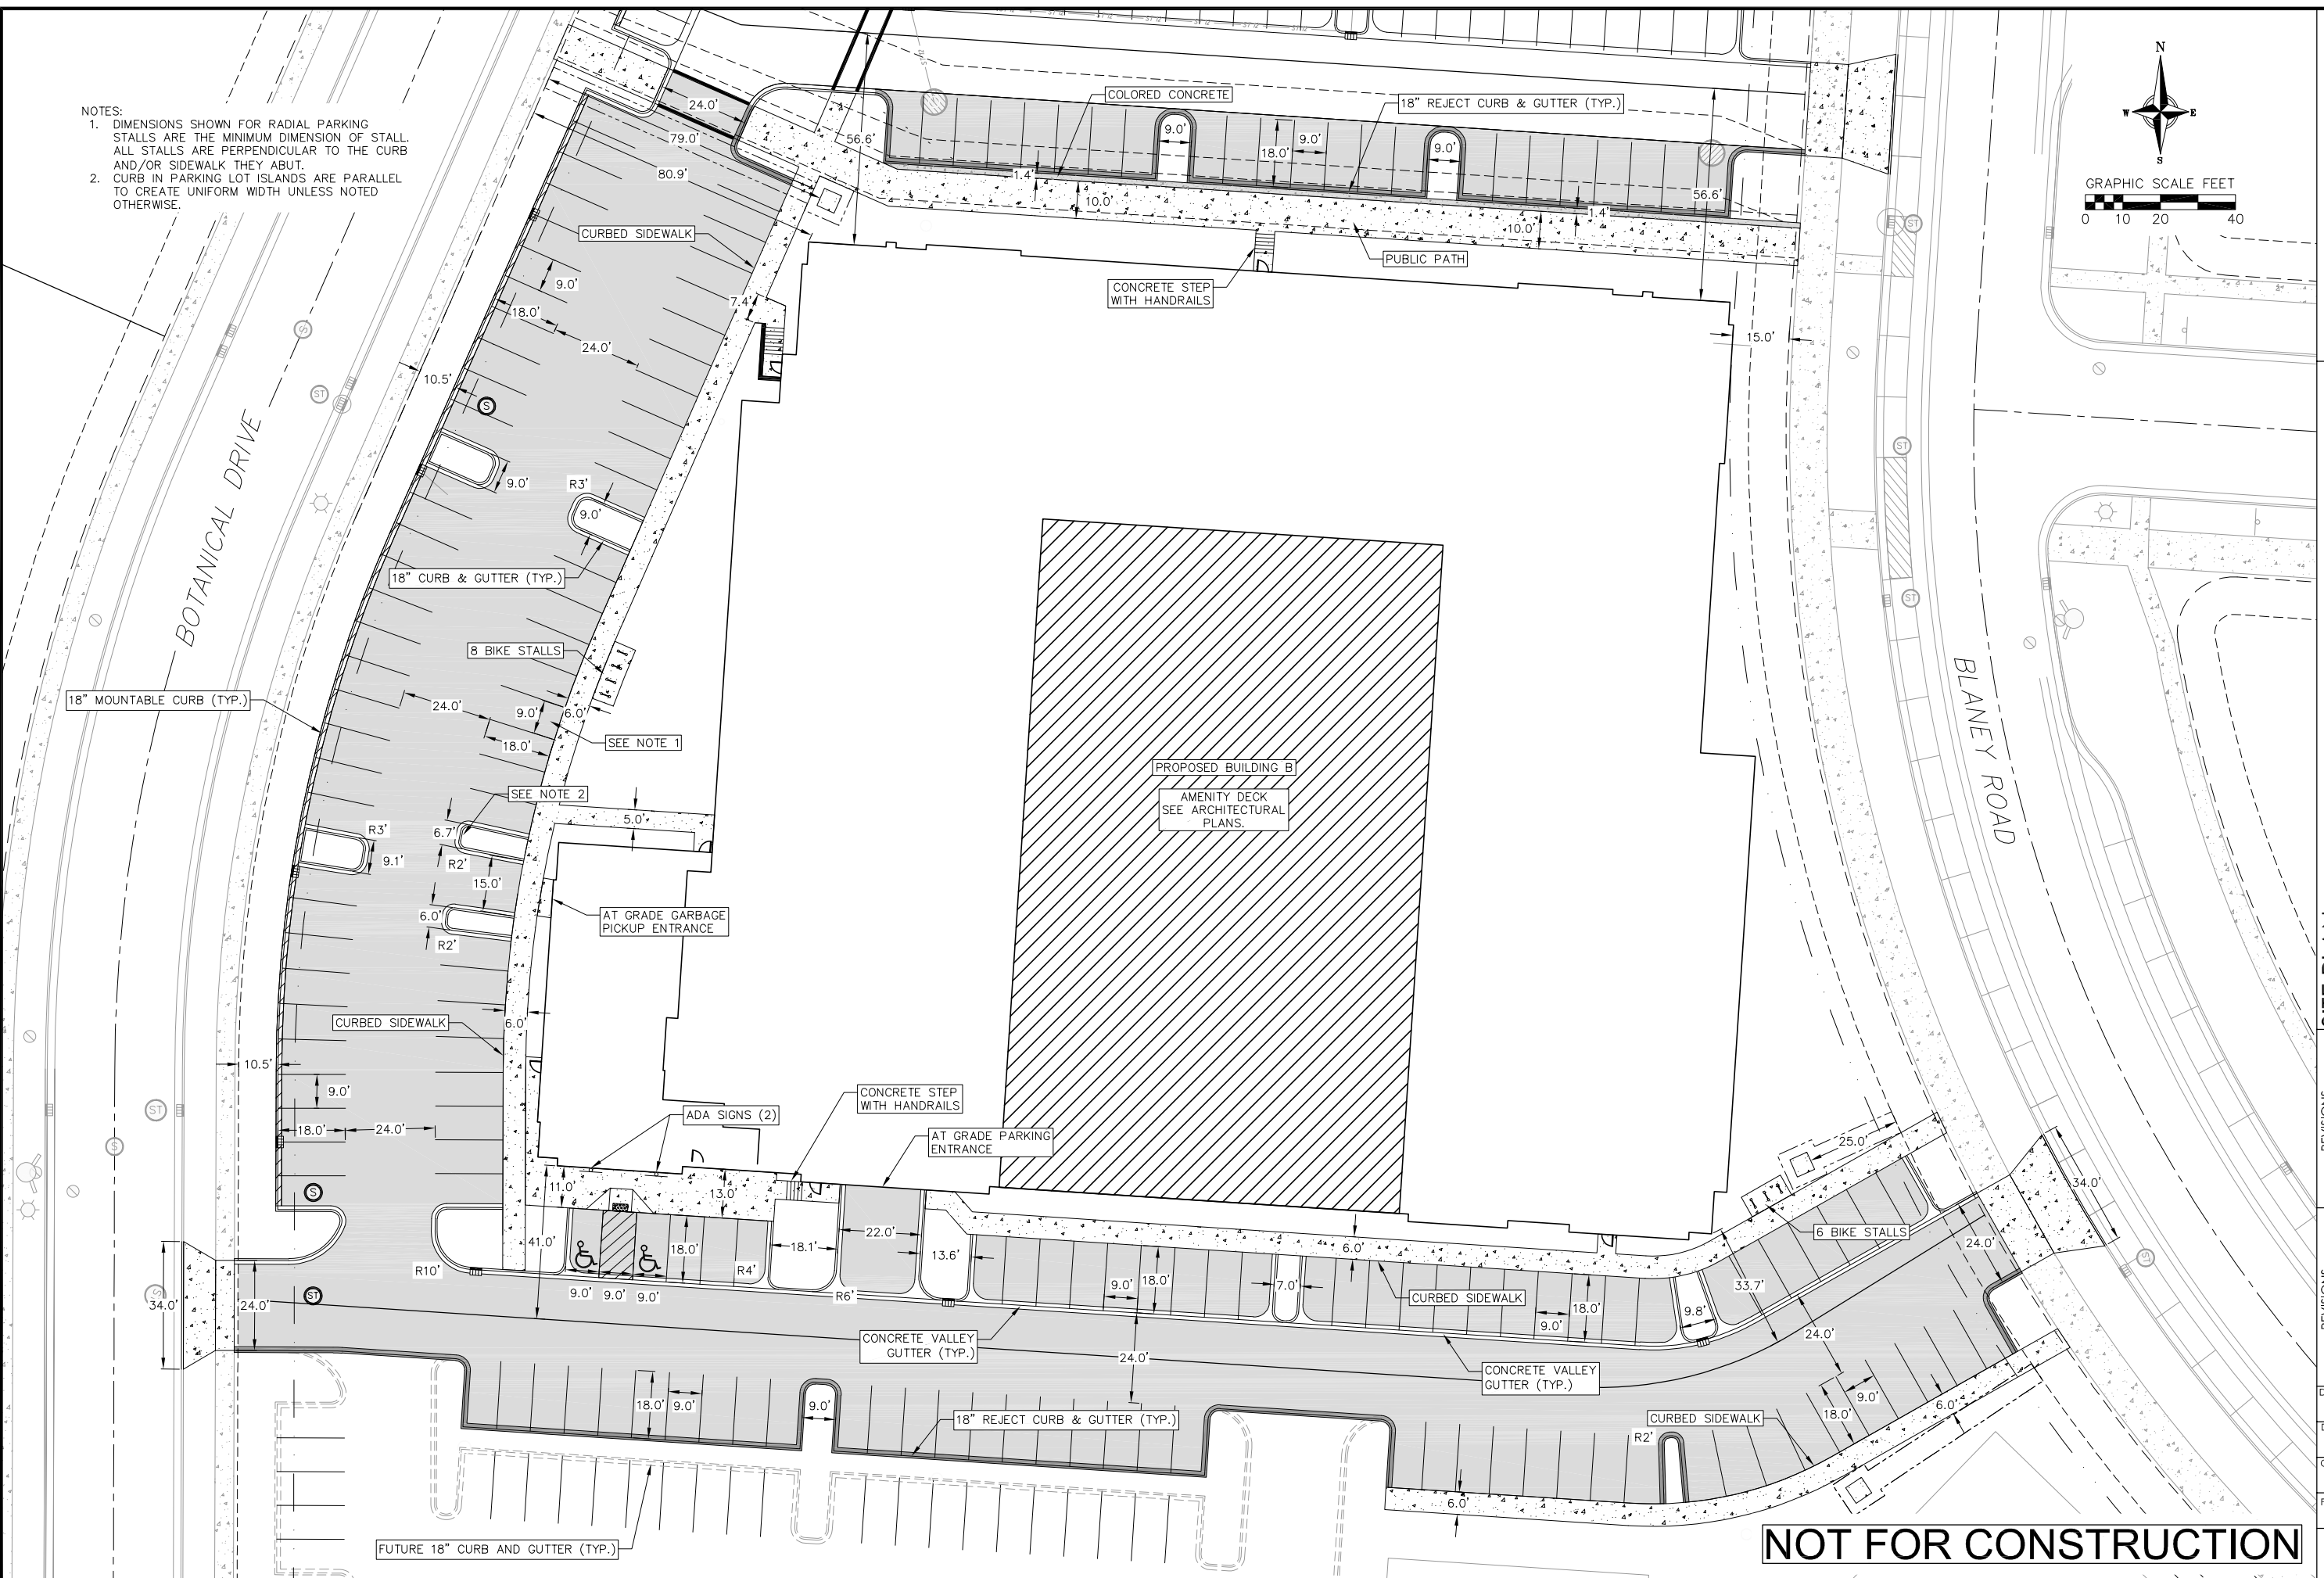 NOTES:
1. DIMENSIONS SHOWN FOR RADIAL PARKING
STALLS ARE THE MINIMUM DIMENSION OF STALL.
ALL STALLS ARE PERPENDICULAR TO THE CURB
AND/OR SIDEWALK THEY ABUT.
2. CURB IN PARKING LOT ISLANDS ARE PARALLEL
TO CREATE UNIFORM WIDTH UNLESS NOTED
OTHERWISE.
N
W
E
S
GRAPHIC SCALE FEET
0 10 20 40
24.0'
79.0'
80.9'
56.6'
COLORED CONCRETE
18" REJECT CURB & GUTTER (TYP.)
9.0'
18.0'
9.0'
9.0'
1.4'
10.0'
56.6'
1.4'
10.0'
PUBLIC PATH
CURBED SIDEWALK
CONCRETE STEP
WITH HANDRAILS
15.0'
9.0'
18.0'
24.0'
7.4'
10.5'
S
ST
S
ST
ST
ST
BOTANICAL DRIVE
9.0'
R3'
9.0'
18" CURB & GUTTER (TYP.)
8 BIKE STALLS
18" MOUNTABLE CURB (TYP.)
24.0'
9.0'
6.0'
18.0'
SEE NOTE 1
SEE NOTE 2
BLANEY ROAD
PROPOSED BUILDING B
AMENITY DECK
SEE ARCHITECTURAL
PLANS.
R3'
9.1'
6.7'
R2'
15.0'
5.0'
6.0'
R2'
AT GRADE GARBAGE
PICKUP ENTRANCE
CURBED SIDEWALK
6.0'
10.5'
9.0'
18.0'
24.0'
ST
S
ADA SIGNS (2)
CONCRETE STEP
WITH HANDRAILS
AT GRADE PARKING
ENTRANCE
25.0'
34.0'
S
11.0'
13.0'
41.0'
18.0'
18.1'
22.0'
13.6'
6.0'
6 BIKE STALLS
24.0'
ST
R10'
R4'
R6'
9.0'
9.0'
9.0'
9.0'
18.0'
7.0'
CURBED SIDEWALK
9.0'
18.0'
33.7'
9.8'
24.0'
S
34.0'
24.0'
ST
CONCRETE VALLEY
GUTTER (TYP.)
24.0'
CONCRETE VALLEY
GUTTER (TYP.)
18.0'
9.0'
9.0'
18" REJECT CURB & GUTTER (TYP.)
CURBED SIDEWALK
R2'
18.0'
9.0'
6.0'
6.0'
FUTURE 18" CURB AND GUTTER (TYP.)
NOT FOR CONSTRUCTION